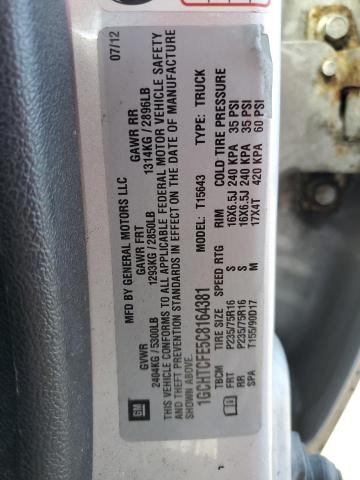 MFD BY GENERAL MOTORS LLC 07/12
GVWR GAWR FRT GAWR RR
2404KG/5300LB 1293KG/2850LB 1314KG/2896LB
THIS VEHICLE CONFORMS TO ALL APPLICABLE FEDERAL MOTOR VEHICLE SAFETY
AND THEFT PREVENTION STANDARDS IN EFFECT ON THE DATE OF MANUFACTURE
SHOWN ABOVE.
1GCHTCFE5C8164381 MODEL: T15643 TYPE: TRUCK
TBCM TIRE SIZE SPEED RTG RIM COLD TIRE PRESSURE
FRT P235/75R16 S 16X6.5J 240 KPA 35 PSI
RR P235/75R16 S 16X6.5J 240 KPA 35 PSI
SPA T155/90D17 M 17X4T 420 KPA 60 PSI
GM